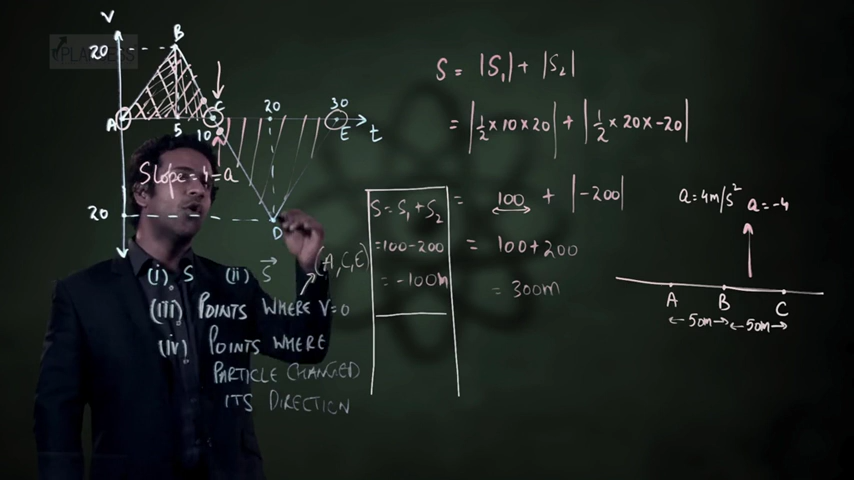 V
B
20
PLANCESS
A
5
10
C
20
30
E
t
Slope = 4 = a
20
D
(i) S (ii) S⃗ (A, C, E)
(iii) POINTS WHERE V=0
(iv) POINTS WHERE
PARTICLE CHANGED
ITS DIRECTION
S = |S₁| + |S₂|
= |1/2 × 10 × 20| + |1/2 × 20 × -20|
= 100 + |-200|
= 100 + 200
= 300m
S = S₁ + S₂
= 100 - 200
= -100m
a = 4m/s² a = -4
A B C
←50m→ ←50m→